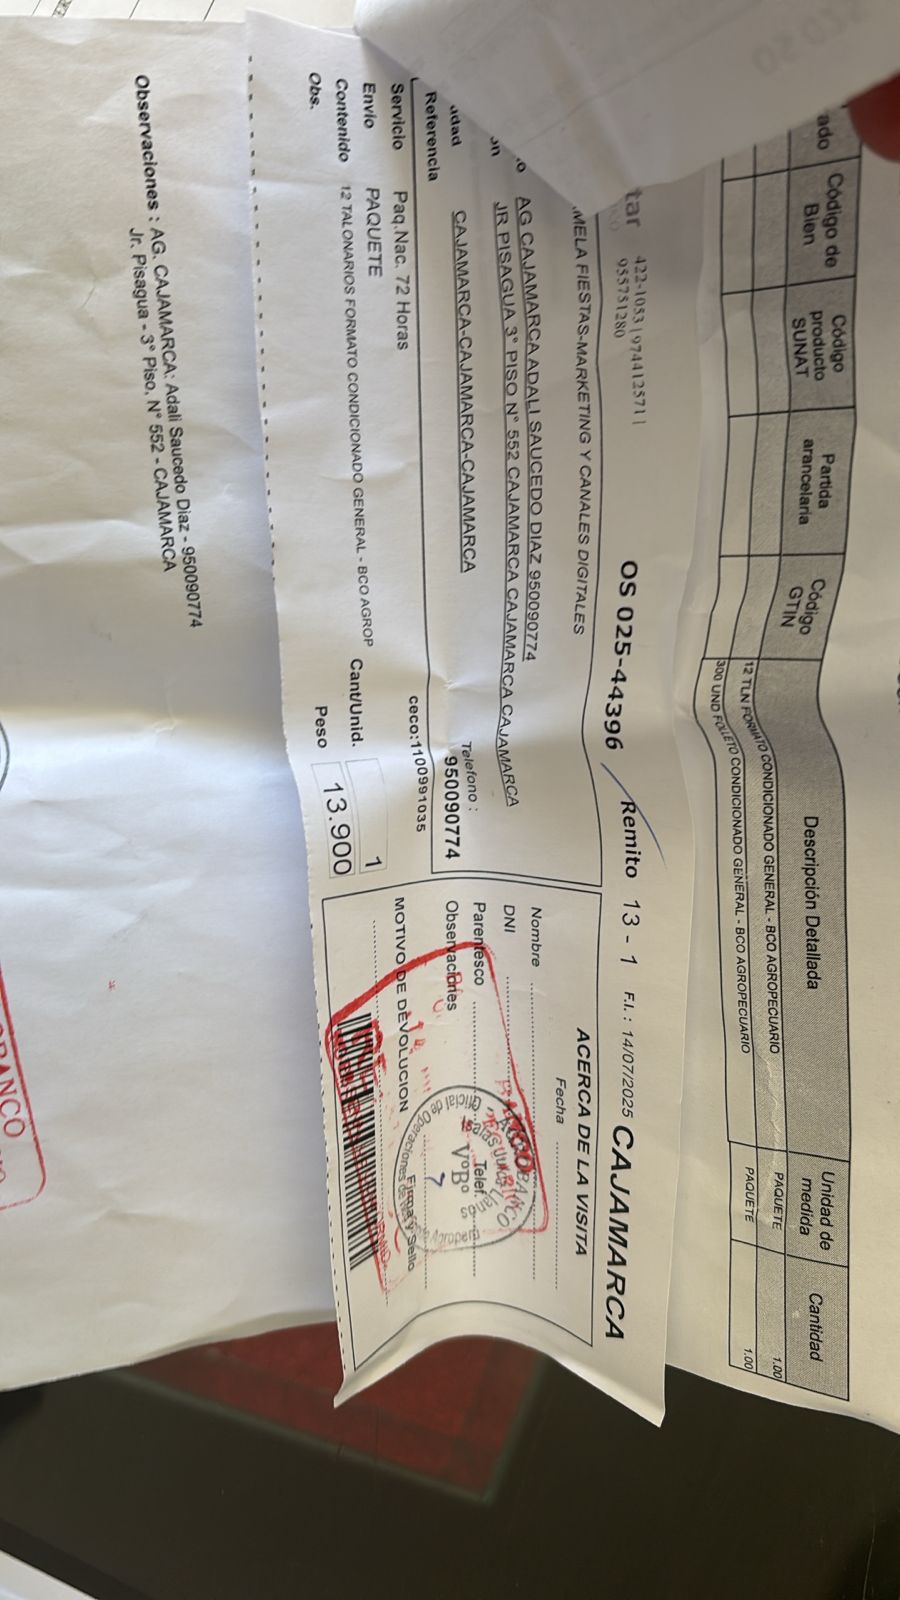 Código de
Bien
Código
producto
SUNAT
Partida
arancelaria
Código
GTIN
Descripción Detallada
Unidad de
medida
Cantidad
12 TLN FORMATO CONDICIONADO GENERAL - BCO AGROPECUARIO
PAQUETE
1.00
300 UND FOLLETO CONDICIONADO GENERAL - BCO AGROPECUARIO
PAQUETE
1.00
422-1053 | 974412571
955751280
OS 025-44396
Remito 13 - 1
F.I.: 14/07/2025
CAJAMARCA
FIESTAS-MARKETING Y CANALES DIGITALES
AG CAJAMARCA ADALI SAUCEDO DIAZ 950090774
JR PISAGUA 3° PISO N° 552 CAJAMARCA CAJAMARCA CAJAMARCA
CAJAMARCA-CAJAMARCA-CAJAMARCA
Telefono :
950090774
Referencia
ceco:1100991035
Servicio Paq.Nac. 72 Horas
Envio PAQUETE
Contenido 12 TALONARIOS FORMATO CONDICIONADO GENERAL - BCO AGROP
Cant/Unid. 1
Obs.
Peso 13.900
ACERCA DE LA VISITA
Fecha
Nombre
DNI
Parentesco
Telef.
Observaciones
MOTIVO DE DEVOLUCION
Firma y Sello
AGROBANCO
VºBº
Oficial de Operaciones
Observaciones : AG. CAJAMARCA: Adali Saucedo Diaz - 950090774
Jr. Pisagua - 3° Piso, N° 552 - CAJAMARCA